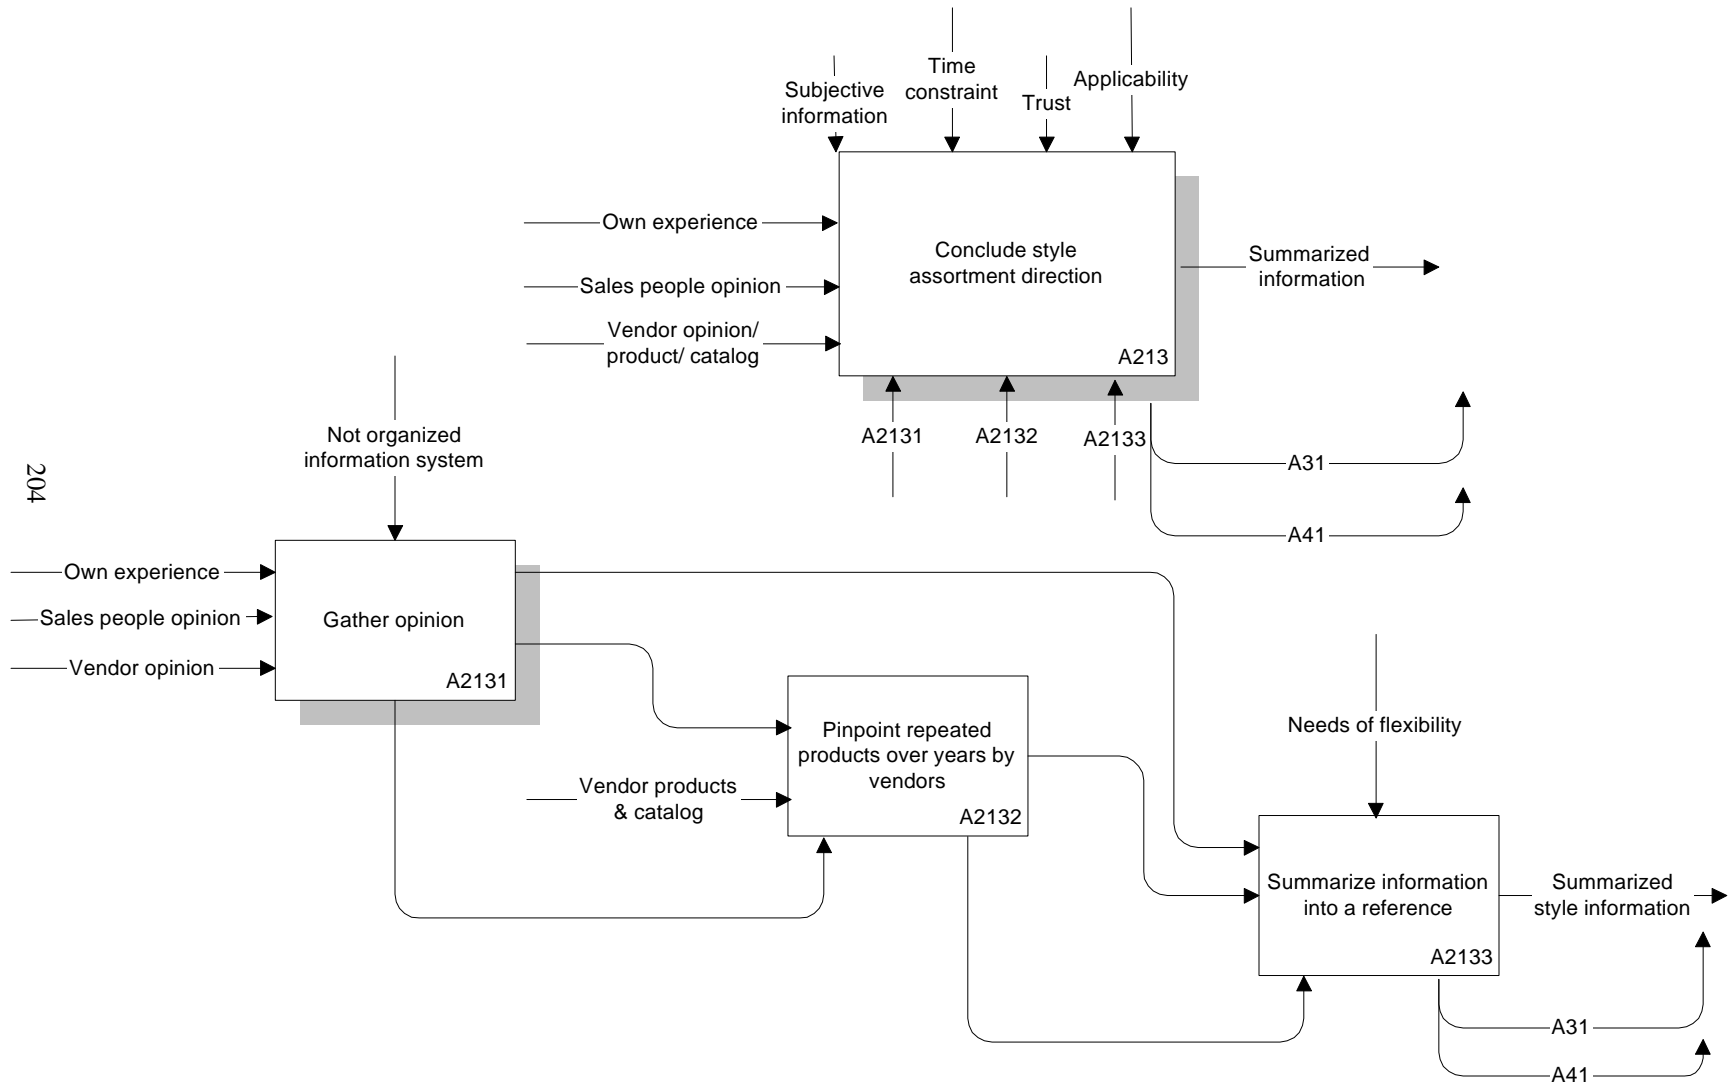 Subjective
information
Time
constraint
Trust
Applicability
Own experience
Sales people opinion
Vendor opinion/
product/ catalog
Conclude style
assortment direction
A213
Summarized
information
A2131
A2132
A2133
A31
A41
204
Not organized
information system
Own experience
Sales people opinion
Vendor opinion
Gather opinion
A2131
Vendor products
& catalog
Pinpoint repeated
products over years by
vendors
A2132
Needs of flexibility
Summarize information
into a reference
A2133
Summarized
style information
A31
A41